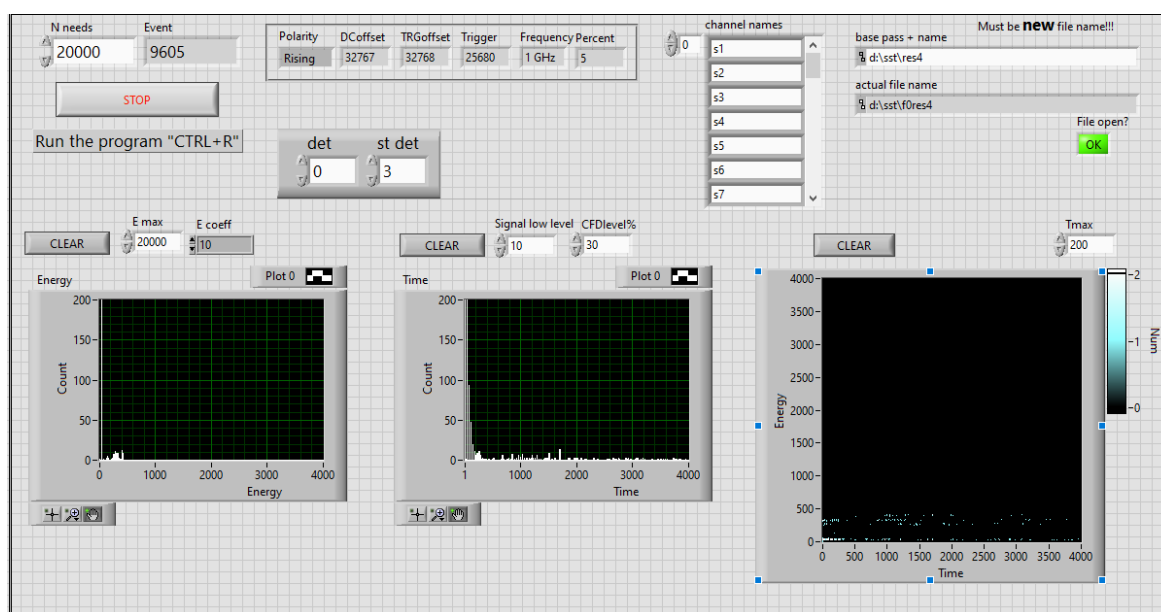 N needs
Event
20000
9605
STOP
Run the program "CTRL+R"
Polarity DCoffset TRGoffset Trigger Frequency Percent
Rising 32767 32768 25680 1 GHz 5
det
st det
0
3
channel names
0
s1
s2
s3
s4
s5
s6
s7
Must be new file name!!!
base pass + name
d:\sst\res4
actual file name
d:\sst\f0res4
File open?
OK
CLEAR
E max
20000
E coeff
10
Energy
Plot 0
200
150
100
50
0
Count
0 1000 2000 3000 4000
Energy
CLEAR
Signal low level
10
CFDlevel%
30
Time
Plot 0
200
150
100
50
0
Count
1 1000 2000 3000 4000
Time
CLEAR
Tmax
200
4000
3500
3000
2500
2000
1500
1000
500
0
Energy
0 500 1000 1500 2000 2500 3000 3500 4000
Time
2
1
0
Num